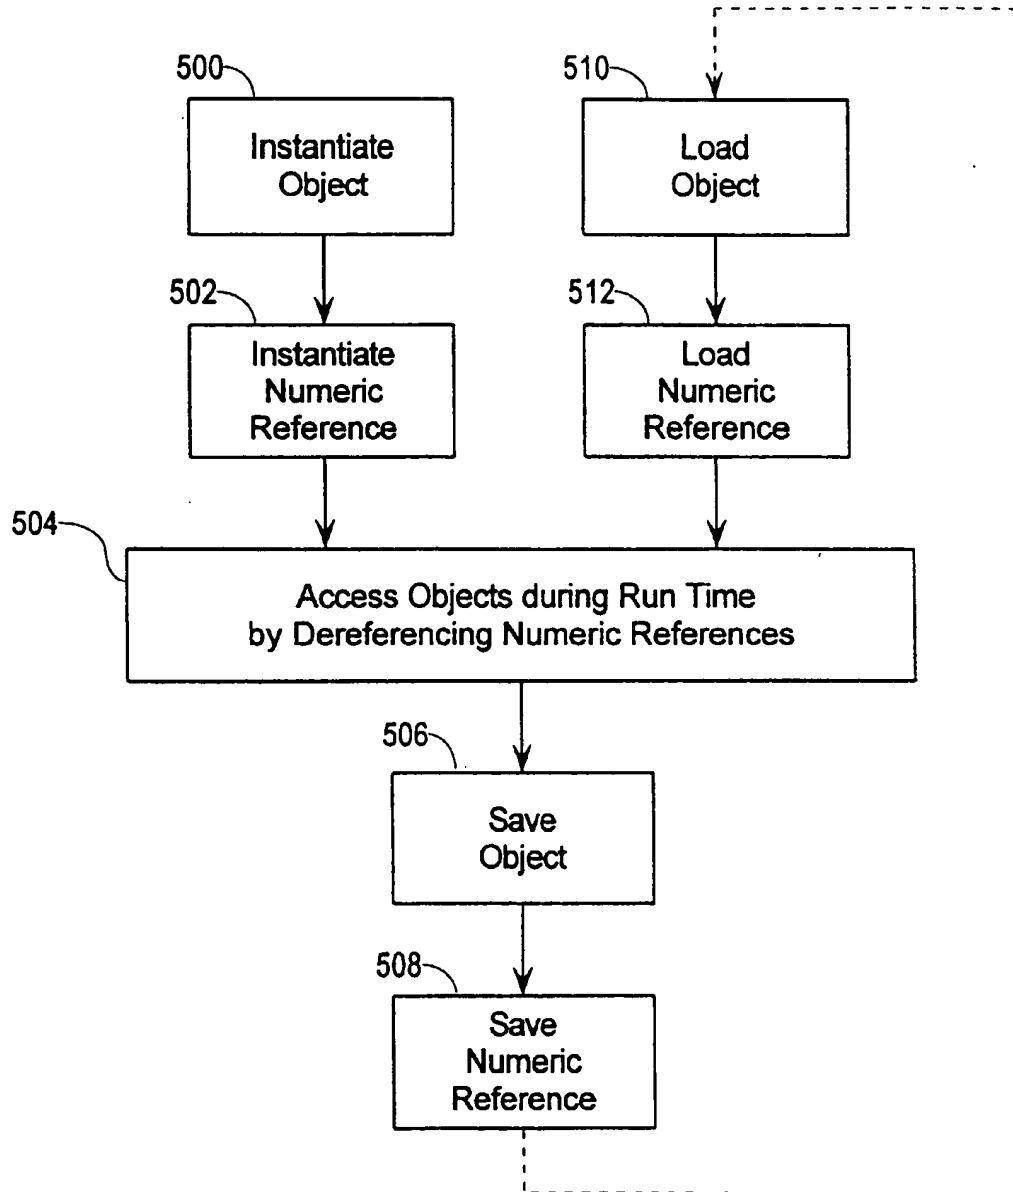 500
Instantiate
Object
510
Load
Object
502
Instantiate
Numeric
Reference
512
Load
Numeric
Reference
504
Access Objects during Run Time
by Dereferencing Numeric References
506
Save
Object
508
Save
Numeric
Reference